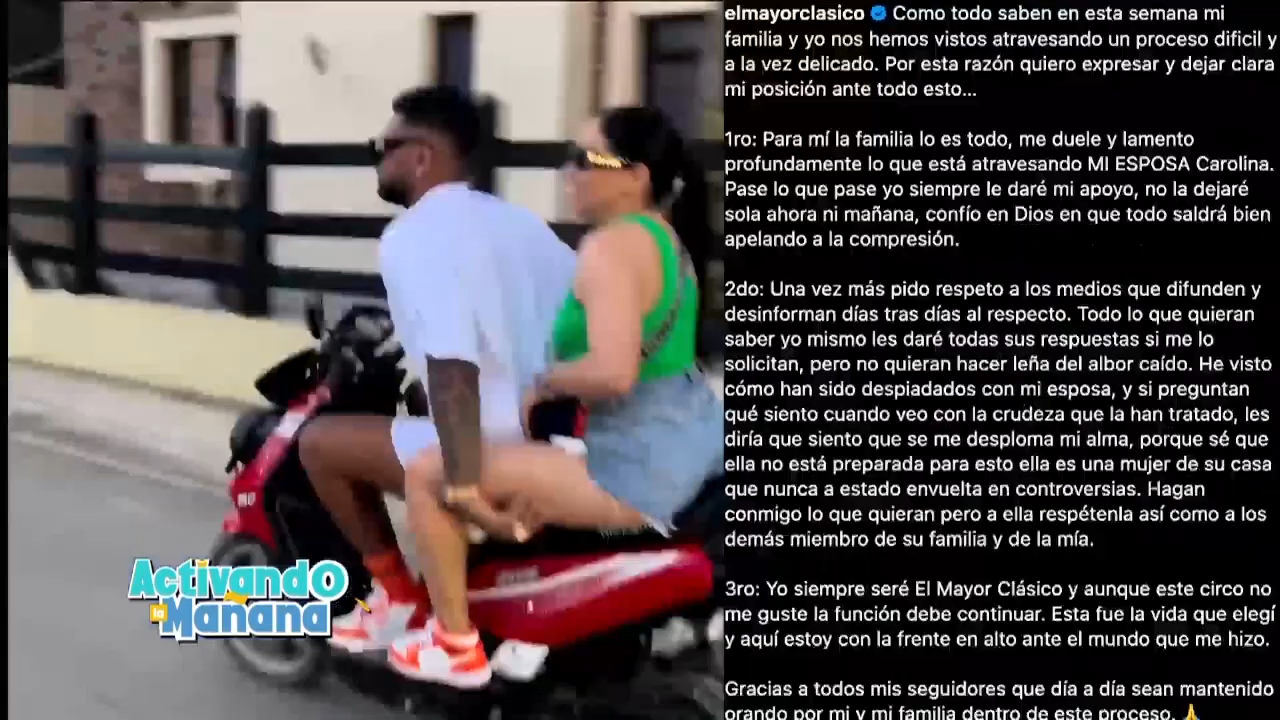 elmayorclasico Como todo saben en esta semana mi
familia y yo nos hemos vistos atravesando un proceso dificil y
a la vez delicado. Por esta razón quiero expresar y dejar clara
mi posición ante todo esto...
1ro: Para mí la familia lo es todo, me duele y lamento
profundamente lo que está atravesando MI ESPOSA Carolina.
Pase lo que pase yo siempre le daré mi apoyo, no la dejaré
sola ahora ni mañana, confío en Dios en que todo saldrá bien
apelando a la compresión.
2do: Una vez más pido respeto a los medios que difunden y
desinforman días tras días al respecto. Todo lo que quieran
saber yo mismo les daré todas sus respuestas si me lo
solicitan, pero no quieran hacer leña del albor caído. He visto
cómo han sido despiadados con mi esposa, y si preguntan
qué siento cuando veo con la crudeza que la han tratado, les
diría que siento que se me desploma mi alma, porque sé que
ella no está preparada para esto ella es una mujer de su casa
que nunca a estado envuelta en controversias. Hagan
conmigo lo que quieran pero a ella respétenla así como a los
demás miembro de su familia y de la mía.
3ro: Yo siempre seré El Mayor Clásico y aunque este circo no
me guste la función debe continuar. Esta fue la vida que elegí
y aquí estoy con la frente en alto ante el mundo que me hizo.
Gracias a todos mis seguidores que día a día sean mantenido
orando por mi y mi familia dentro de este proceso. 🙏
Activando
la Mañana